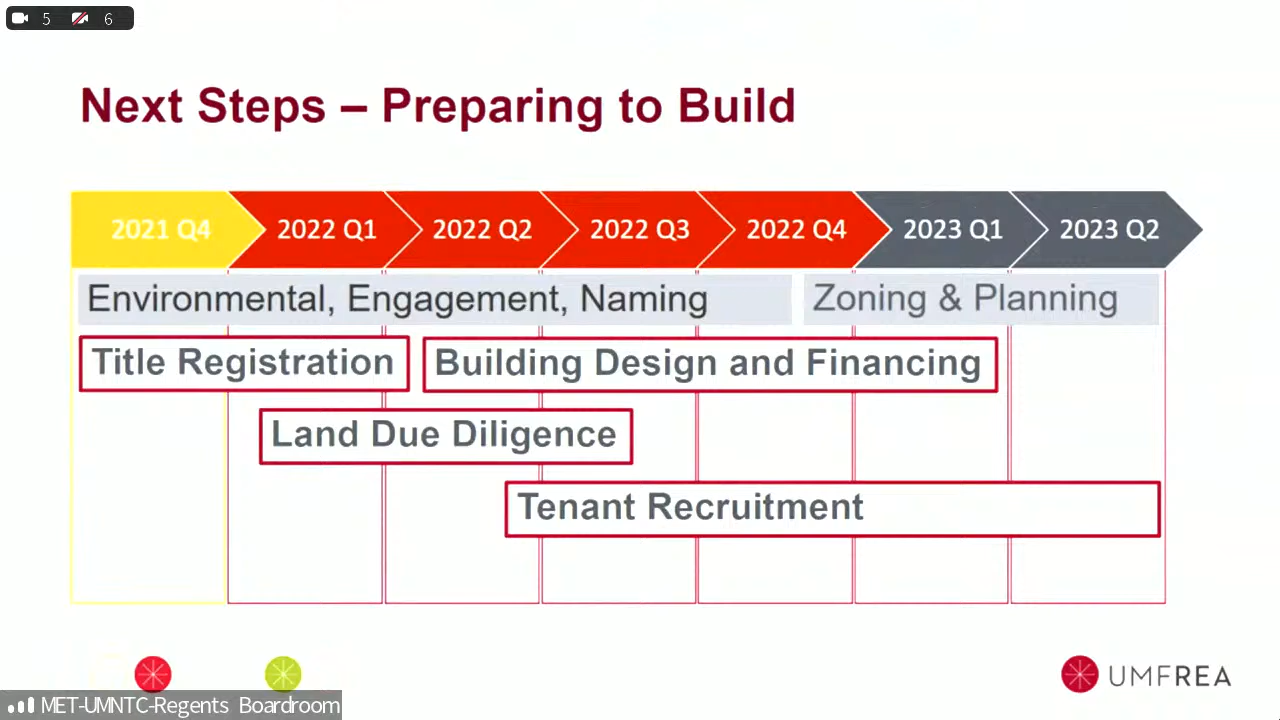 5 6
Next Steps – Preparing to Build
2021 Q4 2022 Q1 2022 Q2 2022 Q3 2022 Q4 2023 Q1 2023 Q2
Environmental, Engagement, Naming Zoning & Planning
Title Registration Building Design and Financing
Land Due Diligence
Tenant Recruitment
UMFREA
MET-UMNTC-Regents Boardroom